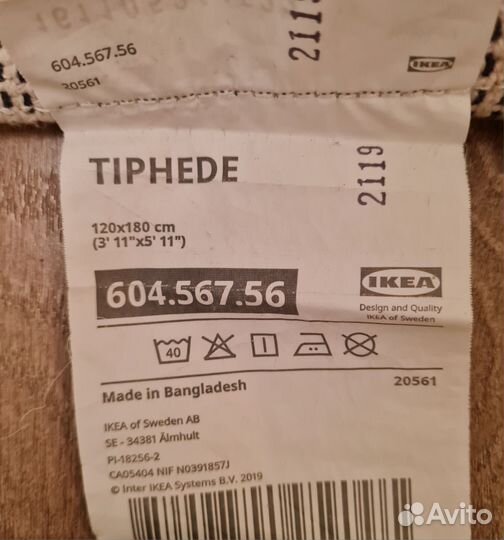 604.567.56
20561
2119
IKEA
TIPHEDE
2119
120x180 cm
(3' 11"x5' 11")
604.567.56
IKEA
Design and Quality
IKEA of Sweden
40
Made in Bangladesh
20561
IKEA of Sweden AB
SE - 34381 Älmhult
PI-18256-2
CA05404 NIF N0391857J
© Inter IKEA Systems B.V. 2019
Avito